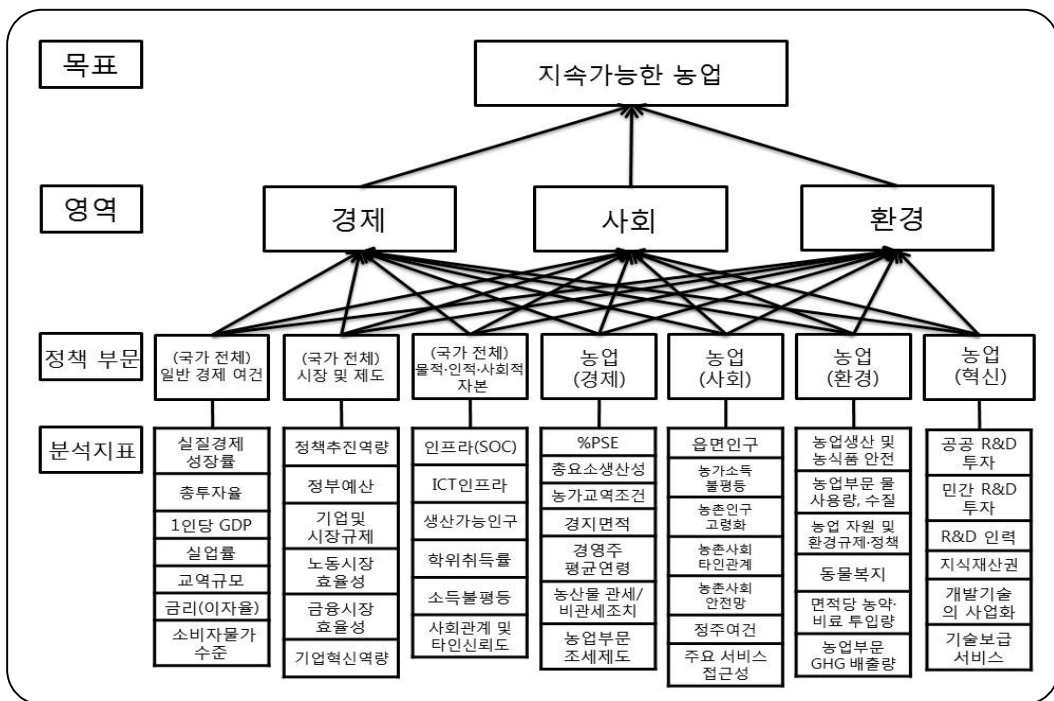 목표
지속가능한 농업
영역
경제
사회
환경
정책 부문
(국가 전체)
일반 경제 여건
(국가 전체)
시장 및 제도
(국가 전체)
물적·인적·사회적
자본
농업
(경제)
농업
(사회)
농업
(환경)
농업
(혁신)
분석지표
실질경제
성장률
총투자율
1인당 GDP
실업률
교역규모
금리(이자율)
소비자물가
수준
정책추진역량
정부예산
기업및
시장규제
노동시장
효율성
금융시장
효율성
기업혁신역량
인프라(SOC)
ICT인프라
생산가능인구
학위취득률
소득불평등
사회관계 및
타인신뢰도
%PSE
총요소생산성
농가교역조건
경지면적
경영주
평균연령
농산물 관세/
비관세조치
농업부문
조세제도
읍면인구
농가소득
불평등
농촌인구
고령화
농촌사회
타인관계
농촌사회
안전망
정주여건
주요 서비스
접근성
농업생산 및
농식품 안전
농업부문 물
사용량, 수질
농업 자원 및
환경규제·정책
동물복지
면적당 농약·
비료 투입량
농업부문
GHG 배출량
공공 R&D
투자
민간 R&D
투자
R&D 인력
지식재산권
개발기술
의 사업화
기술보급
서비스